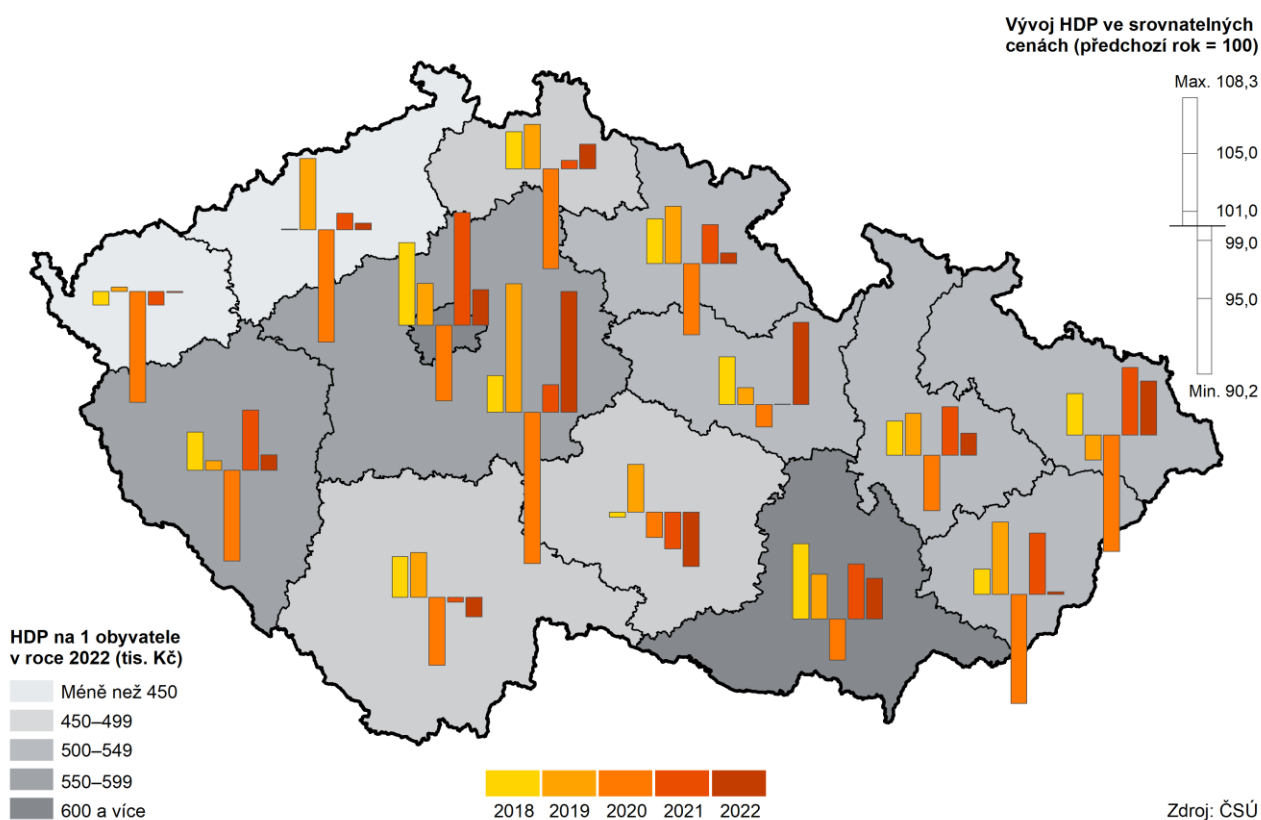 Vývoj HDP ve srovnatelných
cenách (předchozí rok = 100)
Max. 108,3
105,0
101,0
99,0
95,0
Min. 90,2
HDP na 1 obyvatele
v roce 2022 (tis. Kč)
Méně než 450
450–499
500–549
550–599
600 a více
2018 2019 2020 2021 2022
Zdroj: ČSÚ